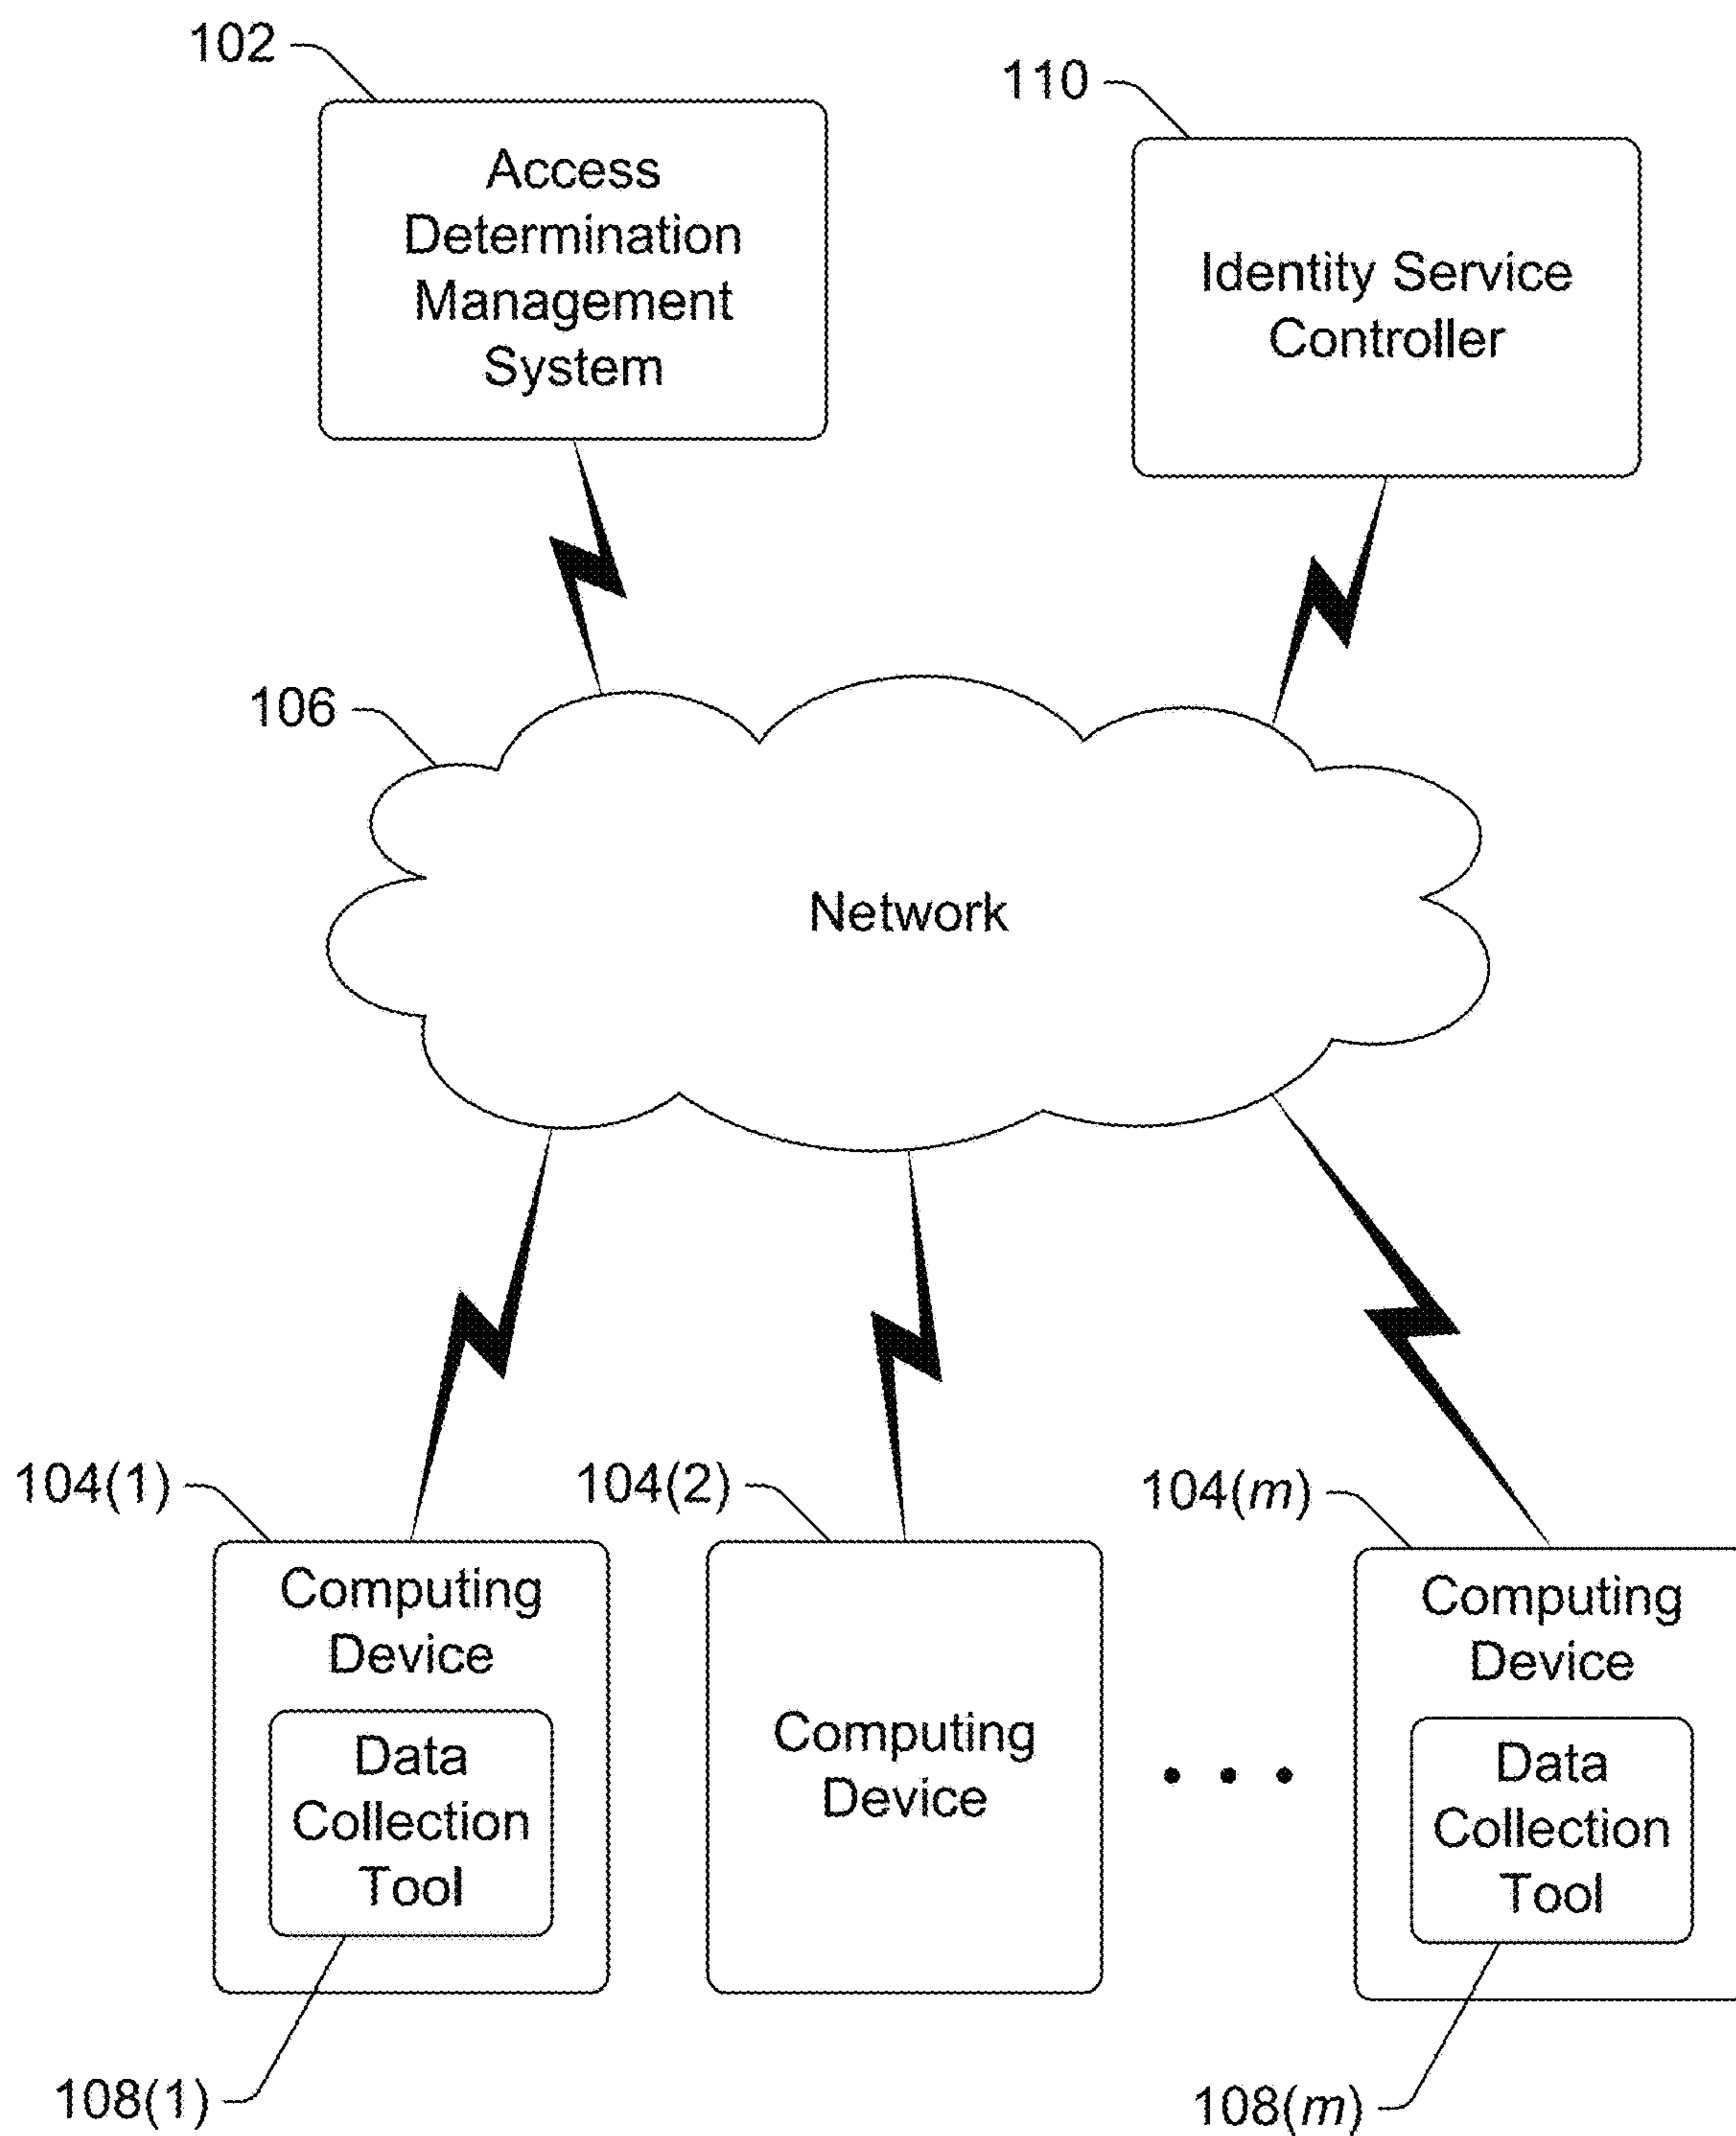 102
Access
Determination
Management
System
110
Identity Service
Controller
106
Network
104(1)
Computing
Device
Data
Collection
Tool
108(1)
104(2)
Computing
Device
104(m)
Computing
Device
Data
Collection
Tool
108(m)